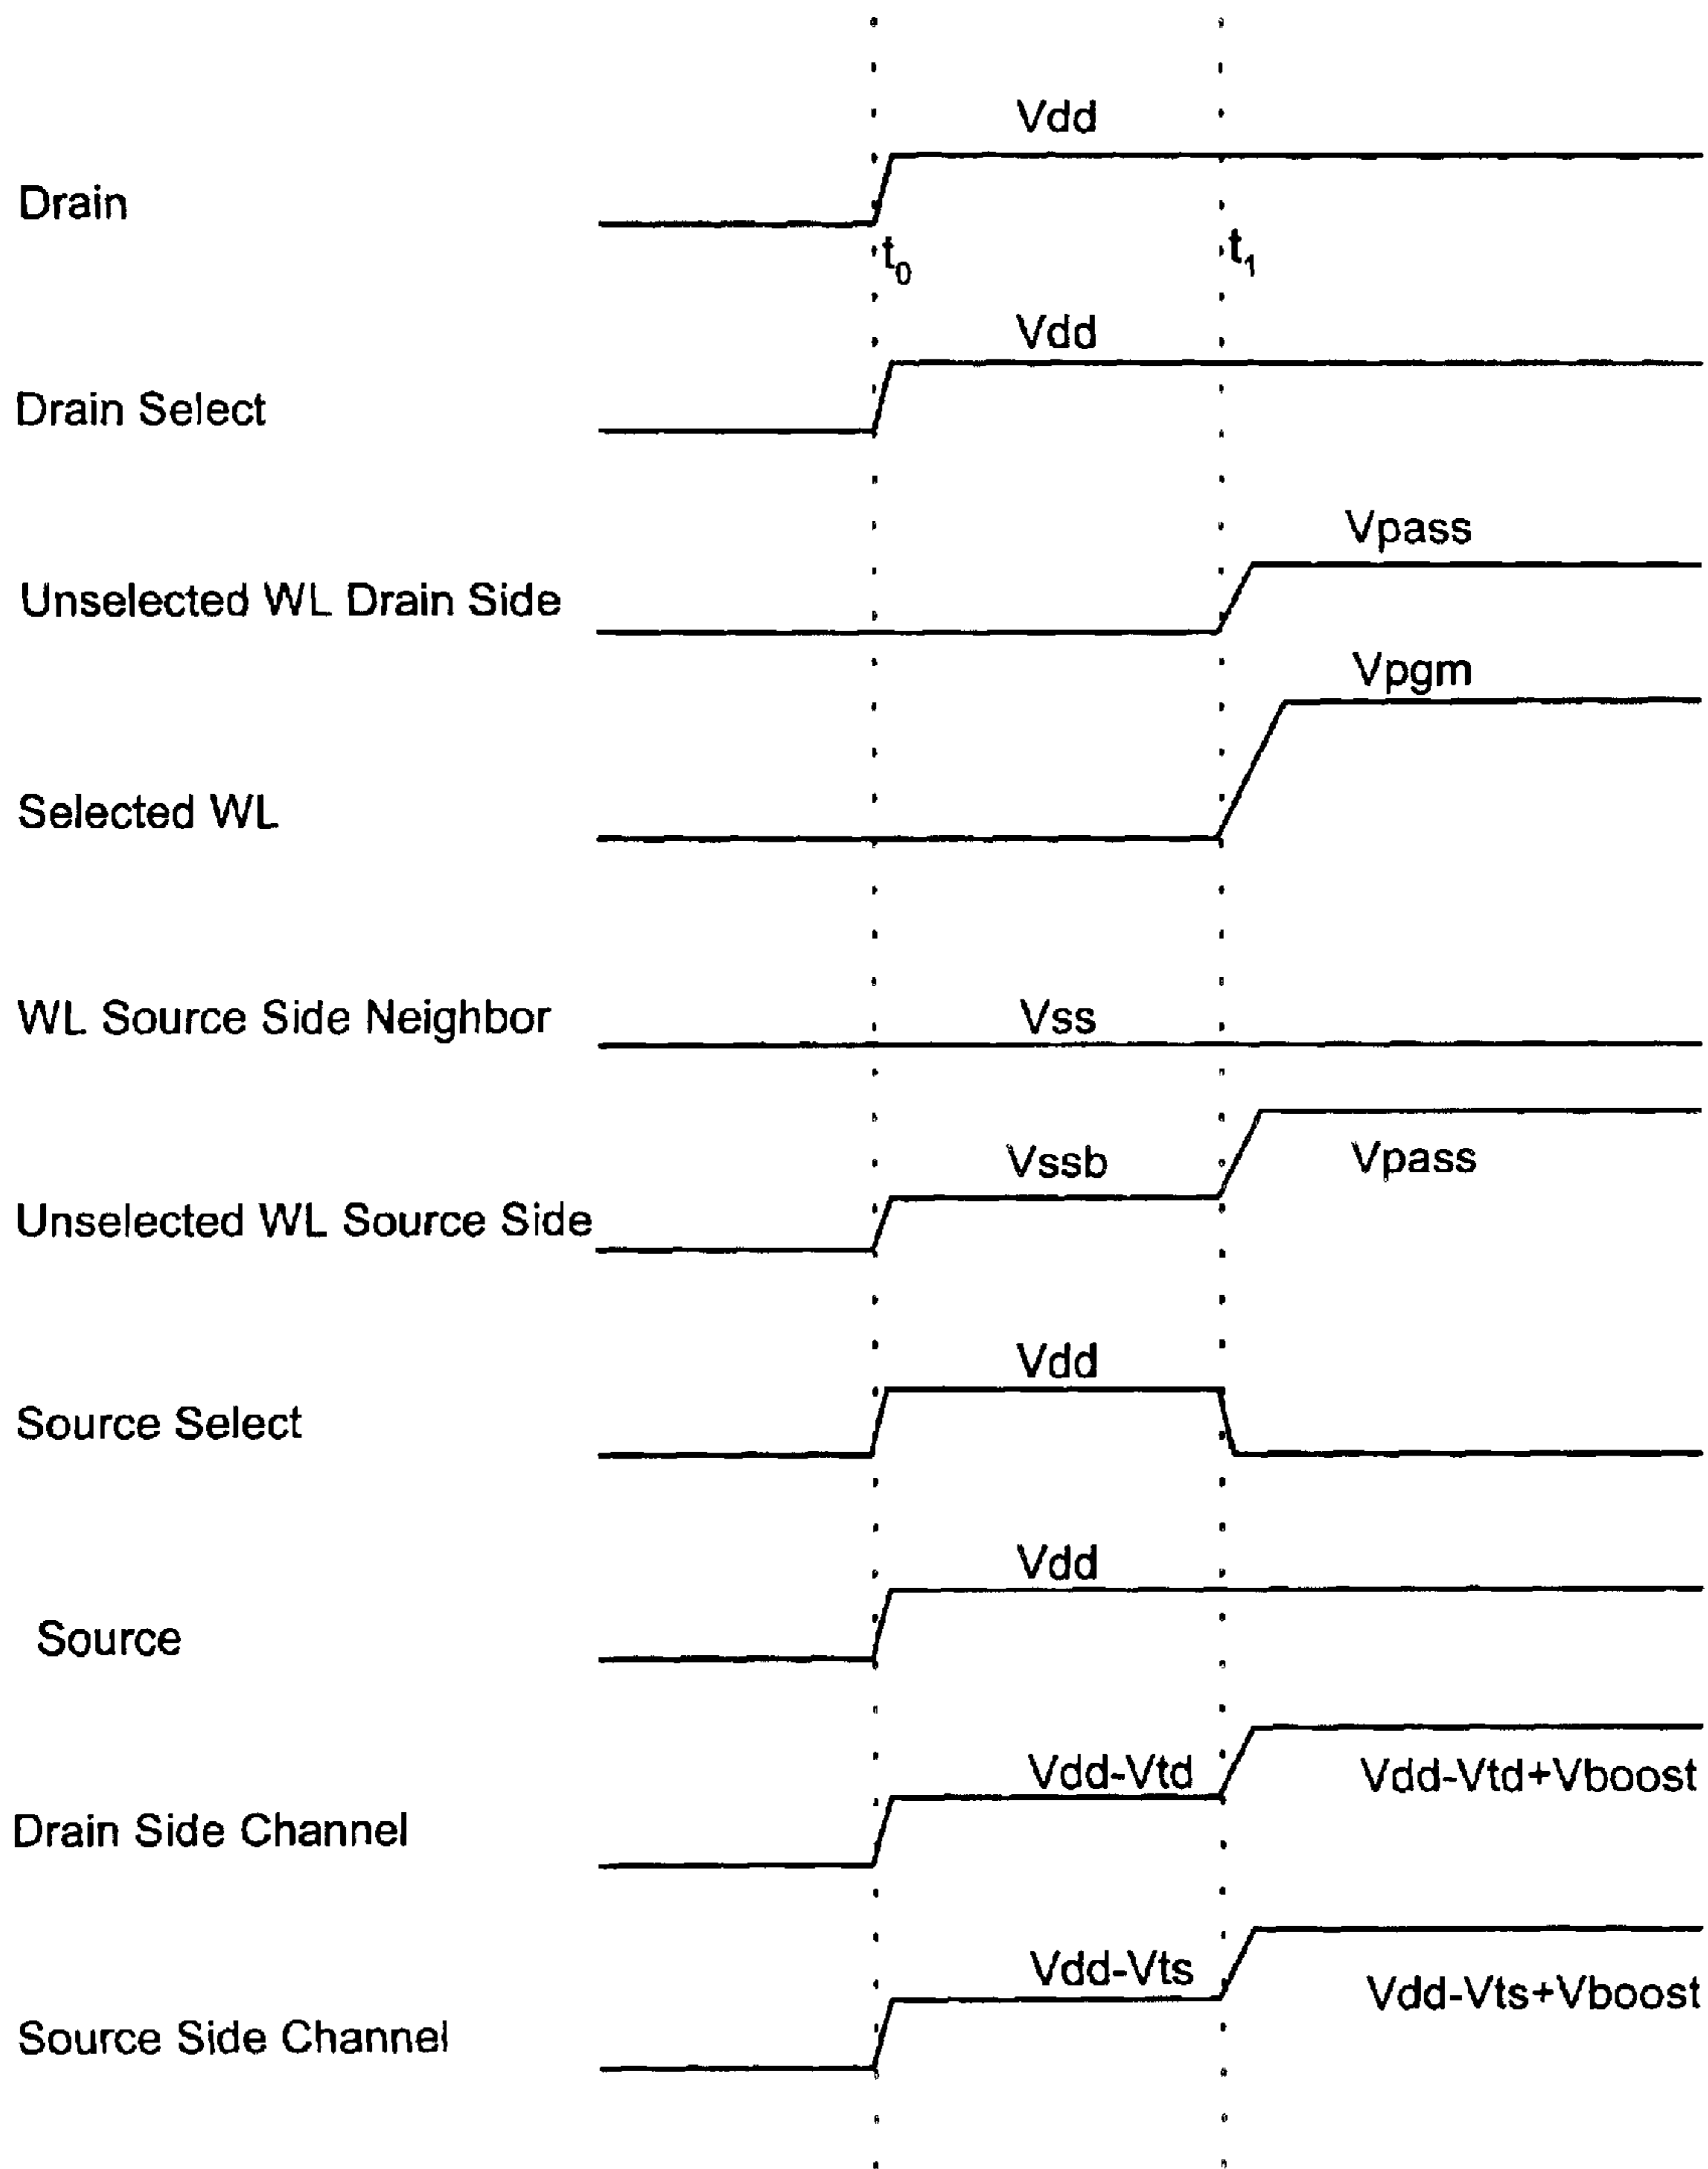 Vdd
Drain
t0
t1
Vdd
Drain Select
Vpass
Unselected WL Drain Side
Vpgm
Selected WL
WL Source Side Neighbor
Vss
Vssb
Vpass
Unselected WL Source Side
Vdd
Source Select
Vdd
Source
Vdd-Vtd
Vdd-Vtd+Vboost
Drain Side Channel
Vdd-Vts
Vdd-Vts+Vboost
Source Side Channel